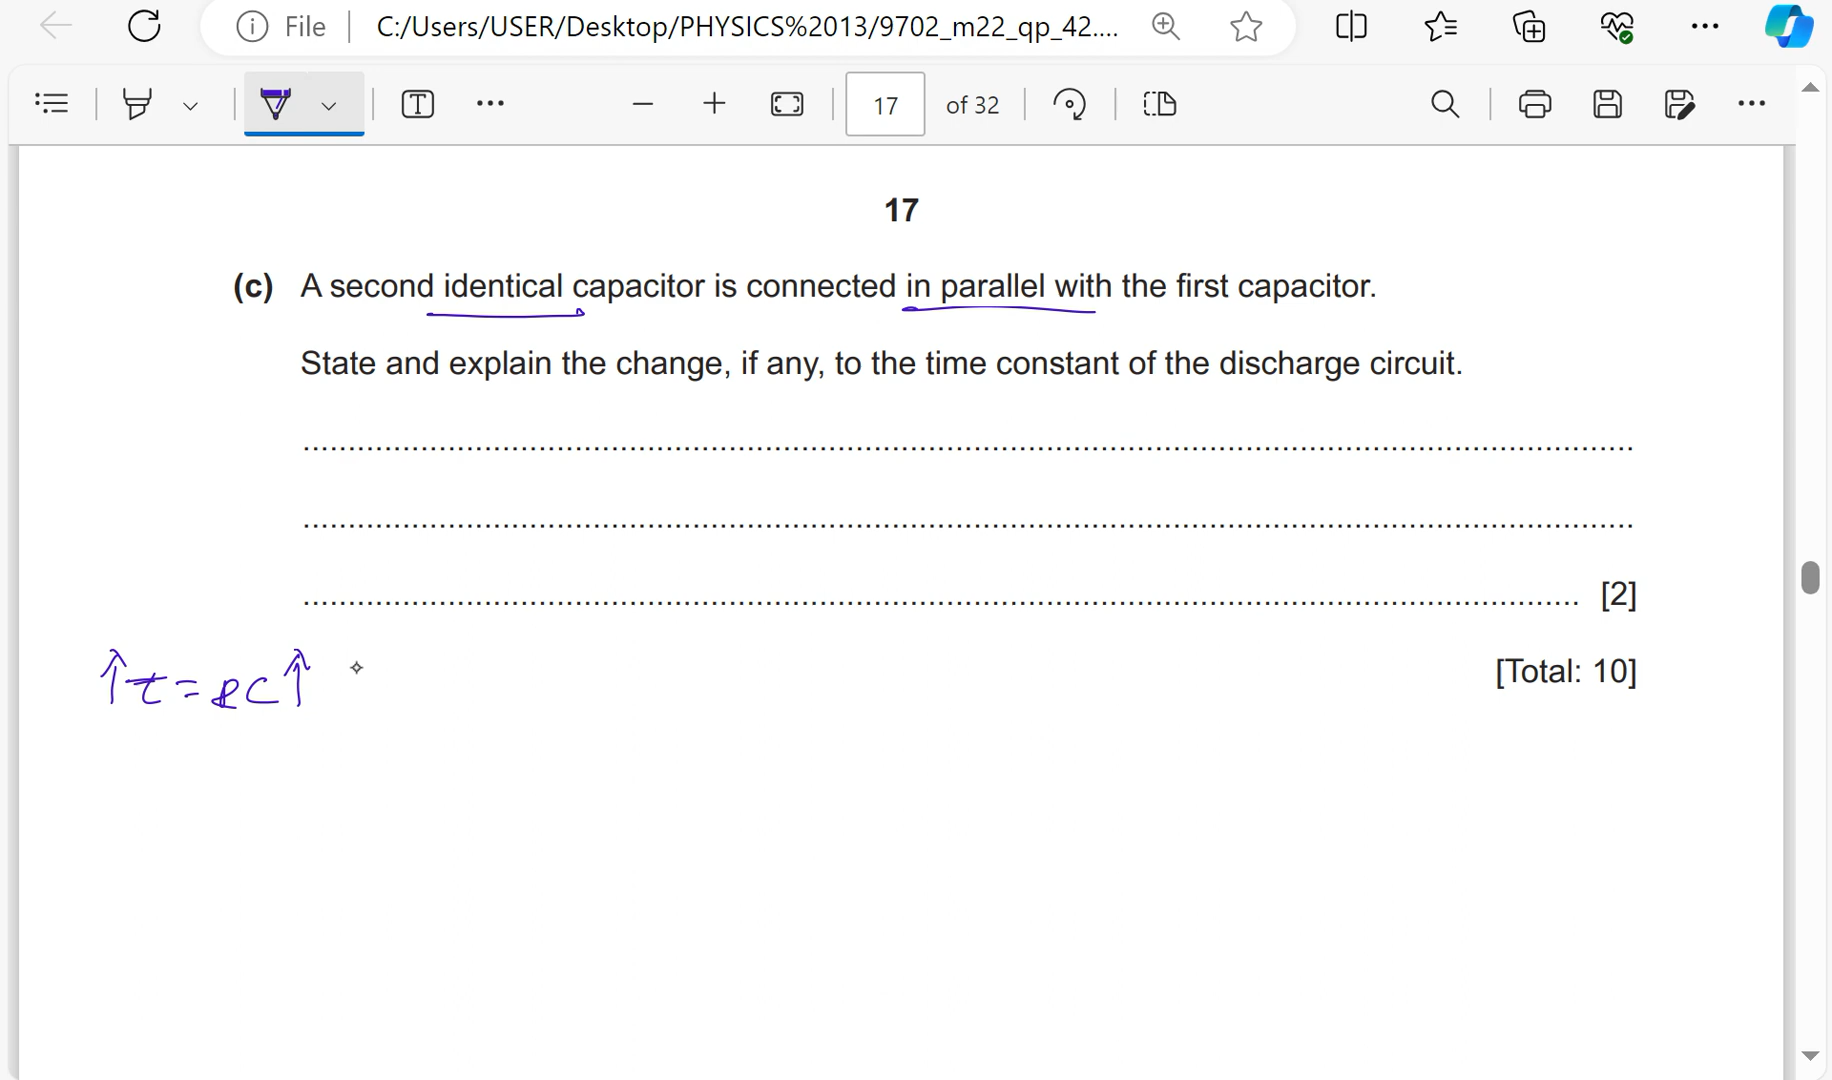 File C:/Users/USER/Desktop/PHYSICS%2013/9702_m22_qp_42....
17 of 32
17
(c) A second identical capacitor is connected in parallel with the first capacitor.
State and explain the change, if any, to the time constant of the discharge circuit.
..........................................................................................................................................
..........................................................................................................................................
.................................................................................................................................... [2]
↑τ=RC↑
[Total: 10]